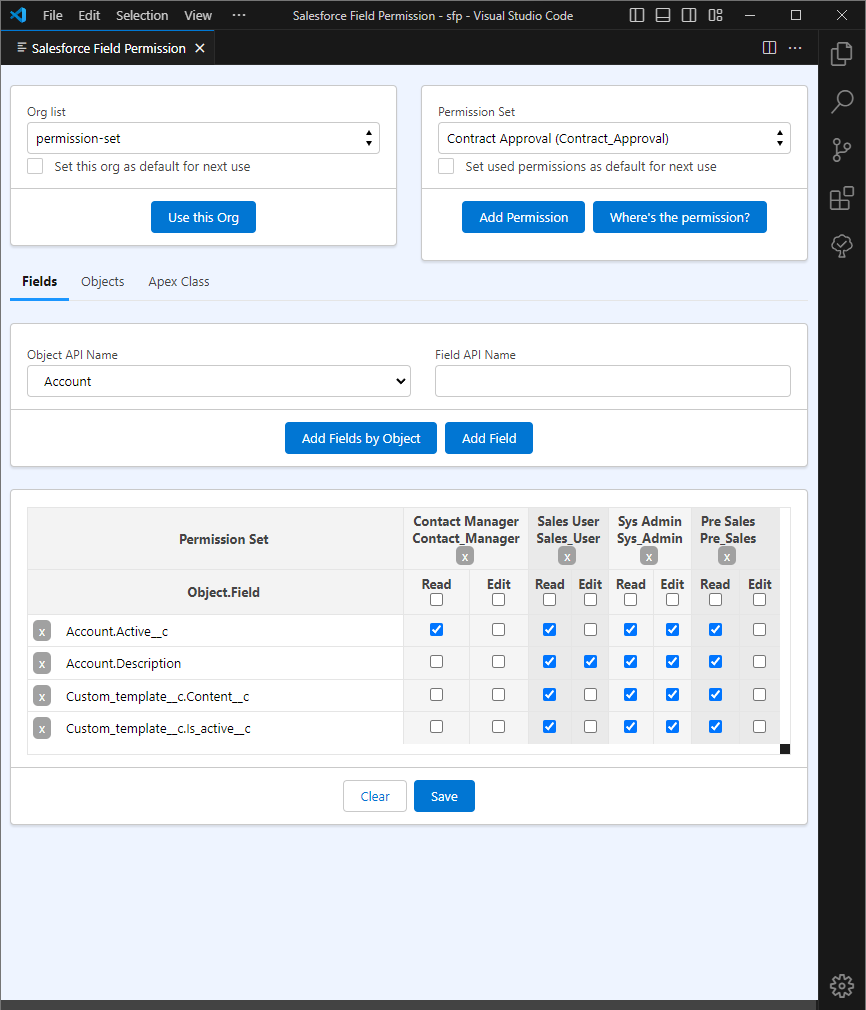 File Edit Selection View ··· Salesforce Field Permission - sfp - Visual Studio Code
Salesforce Field Permission
Org list
permission-set
Set this org as default for next use
Use this Org
Permission Set
Contract Approval (Contract_Approval)
Set used permissions as default for next use
Add Permission Where's the permission?
Fields Objects Apex Class
Object API Name Field API Name
Account
Add Fields by Object Add Field
Permission Set Contact Manager Sales User Sys Admin Pre Sales
Contact_Manager Sales_User Sys_Admin Pre_Sales
x x x x
Object.Field Read Edit Read Edit Read Edit Read Edit
x Account.Active__c
x Account.Description
x Custom_template__c.Content__c
x Custom_template__c.Is_active__c
Clear Save